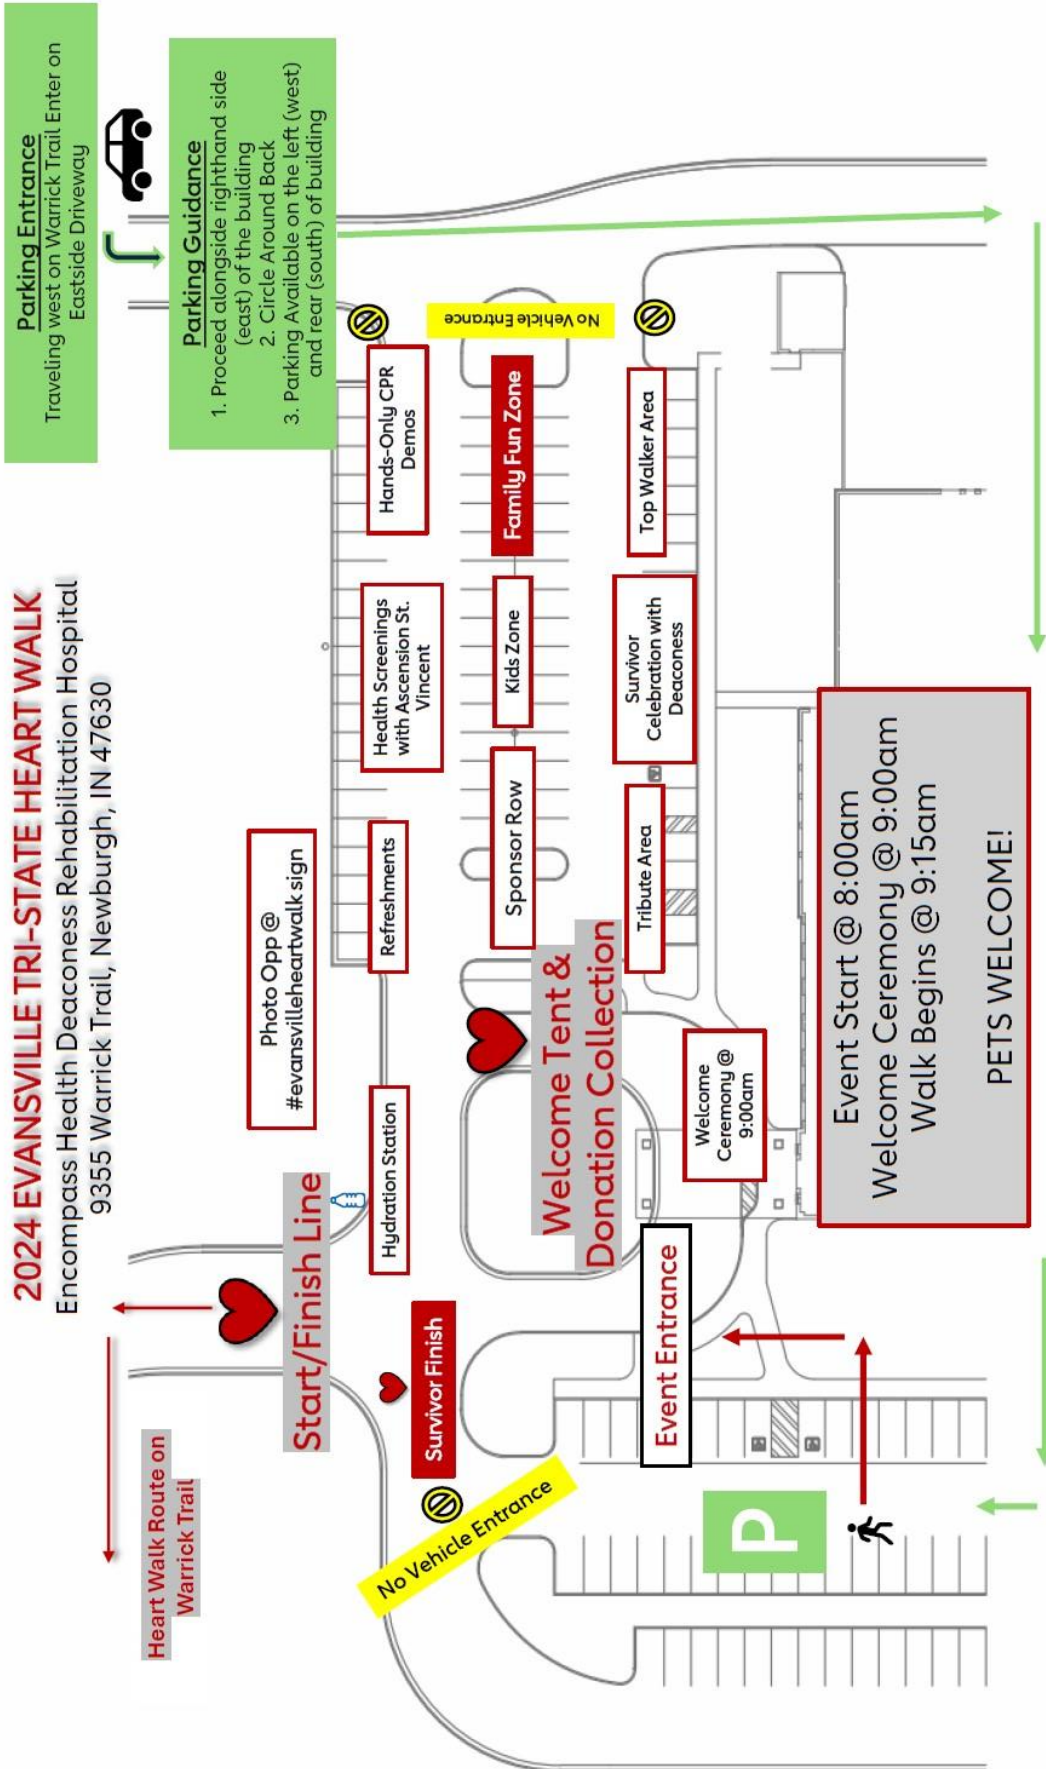 2024 EVANSVILLE TRI-STATE HEART WALK
Encompass Health Deaconess Rehabilitation Hospital
9355 Warrick Trail, Newburgh, IN 47630
Parking Entrance
Traveling west on Warrick Trail Enter on
Eastside Driveway
Parking Guidance
1. Proceed alongside righthand side
(east) of the building
2. Circle Around Back
3. Parking Available on the left (west)
and rear (south) of building
Heart Walk Route on
Warrick Trail
Start/Finish Line
Photo Opp @
#evansvilleheartwalk sign
Survivor Finish
Hydration Station
Refreshments
Health Screenings
with Ascension St.
Vincent
Hands-Only CPR
Demos
No Vehicle Entrance
No Vehicle Entrance
Welcome Tent &
Donation Collection
Sponsor Row
Kids Zone
Family Fun Zone
Event Entrance
Welcome
Ceremony @
9:00am
Tribute Area
Survivor
Celebration with
Deaconess
Top Walker Area
P
Event Start @ 8:00am
Welcome Ceremony @ 9:00am
Walk Begins @ 9:15am
PETS WELCOME!